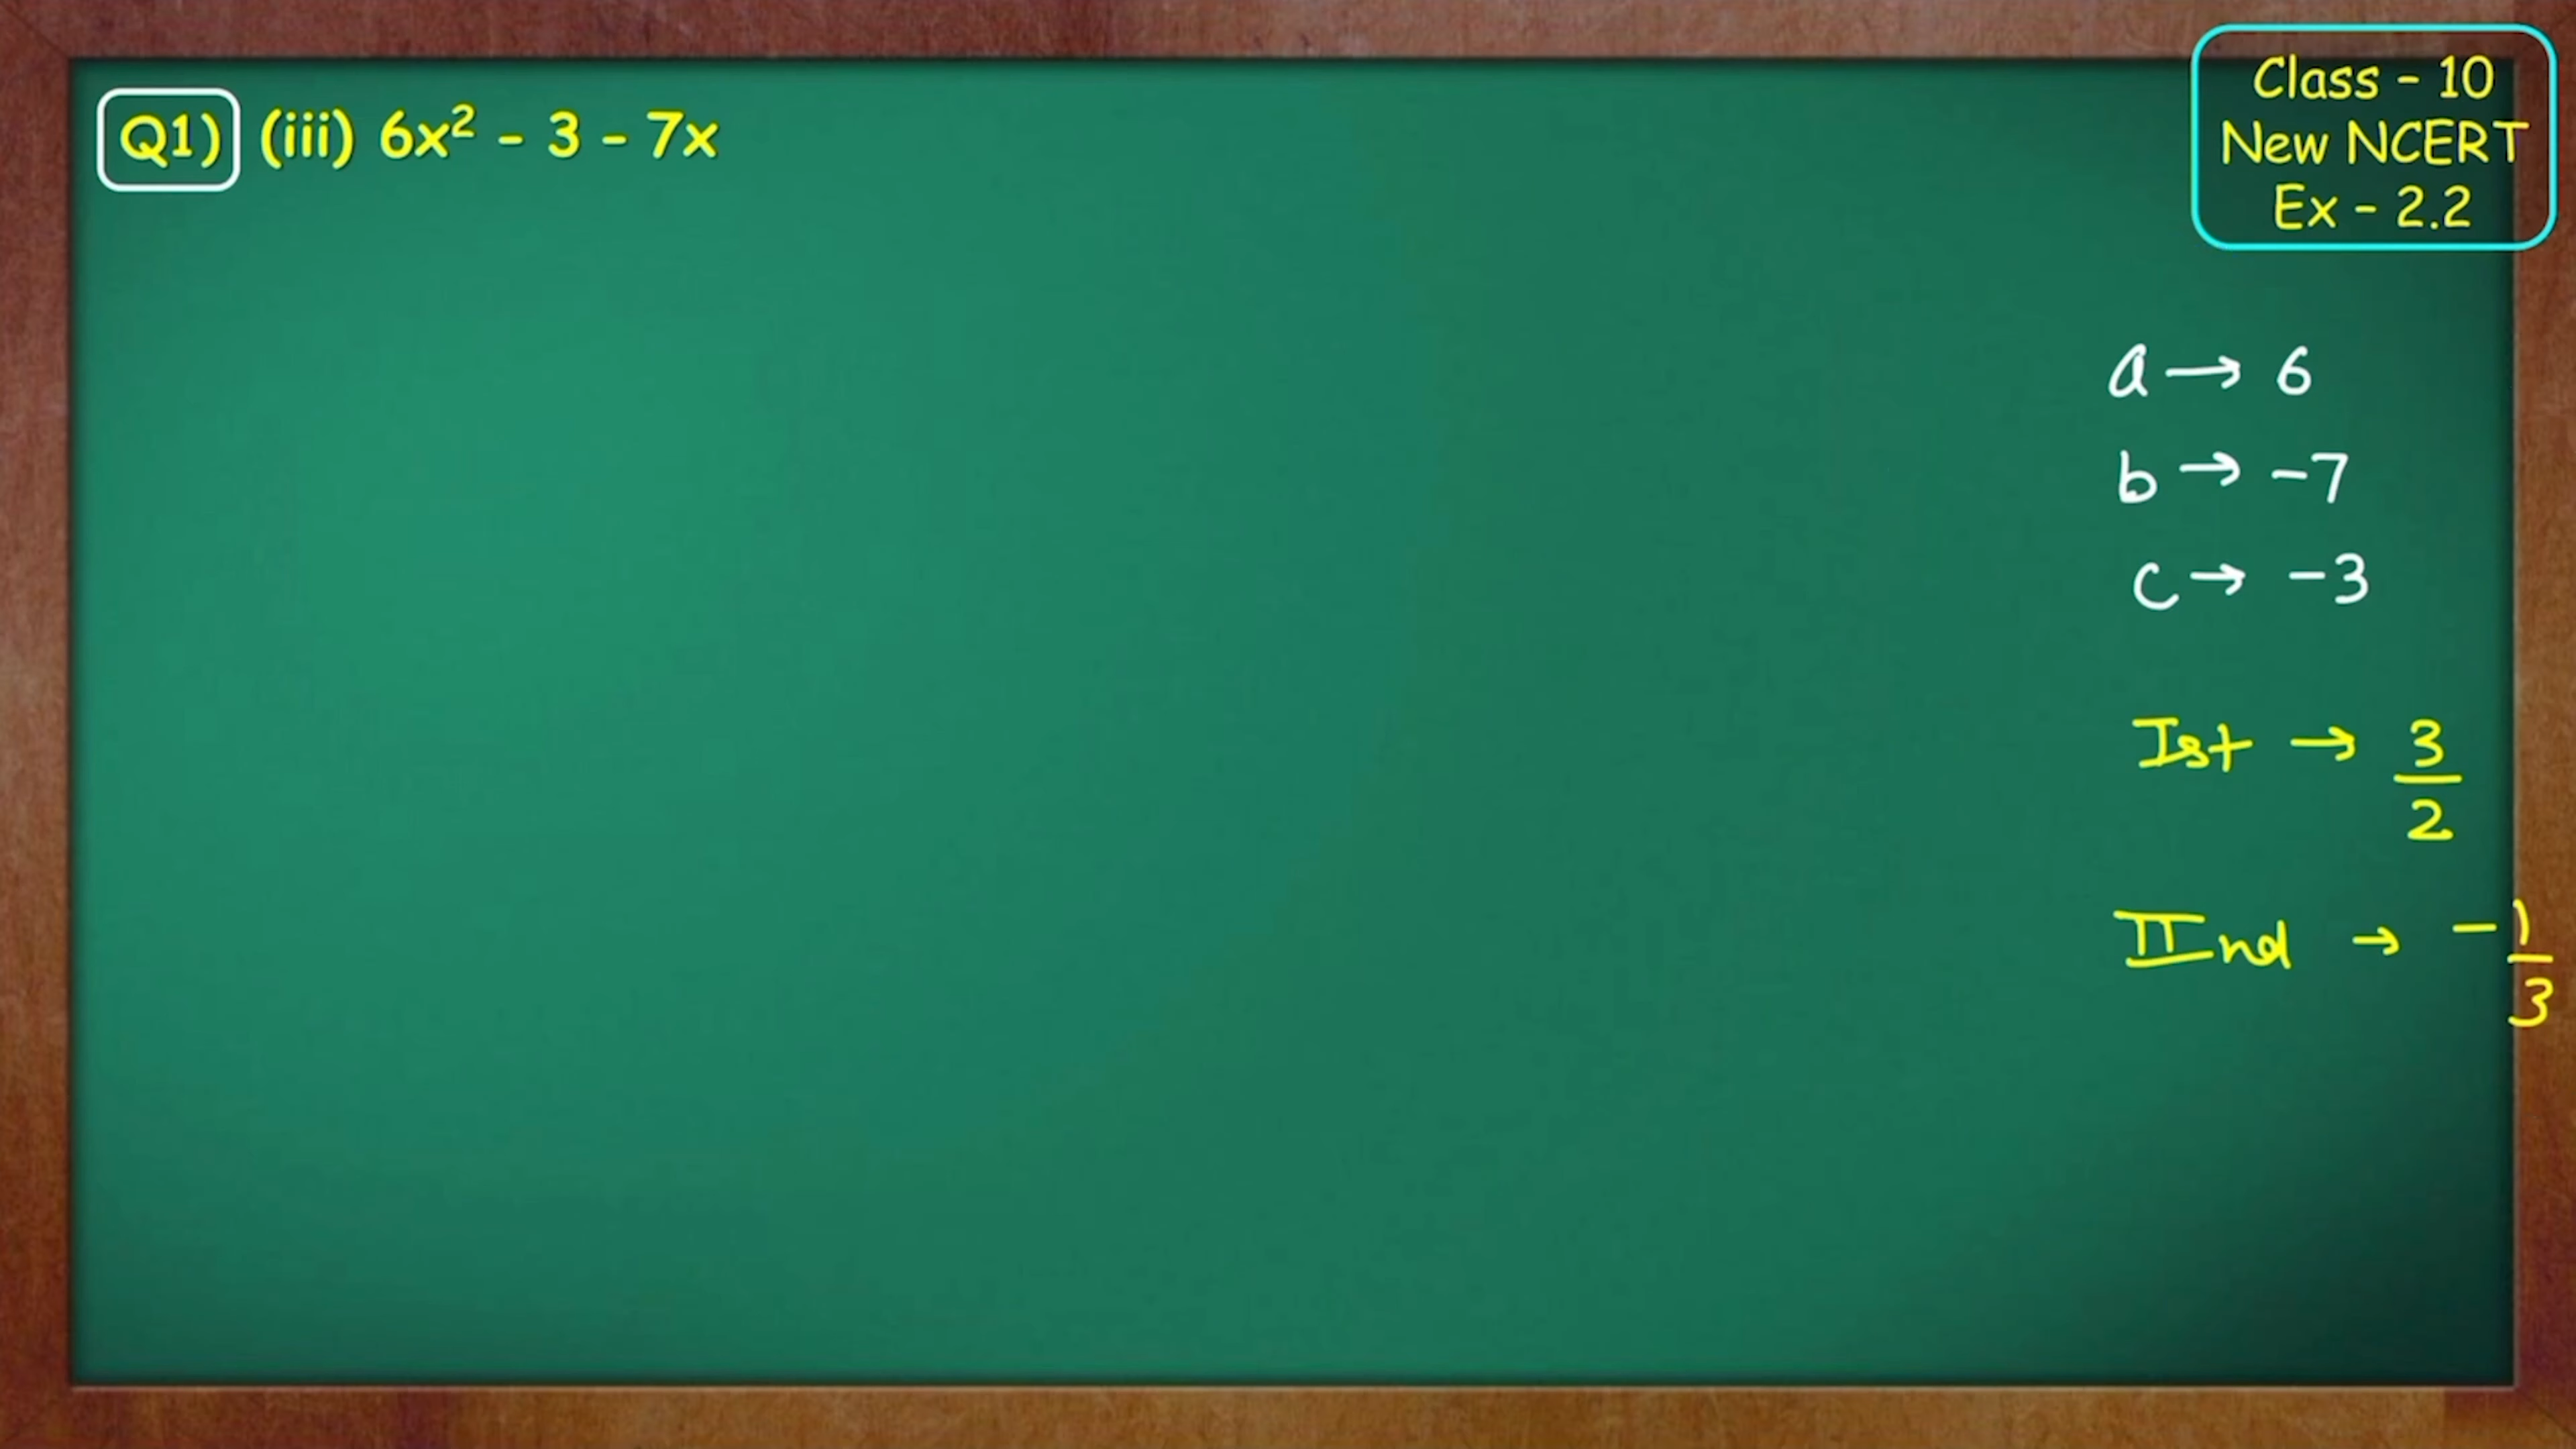 Q1) (iii) 6x² - 3 - 7x
Class - 10
New NCERT
Ex - 2.2
a → 6
b → -7
c → -3
Ist → 3/2
IInd → -1/3